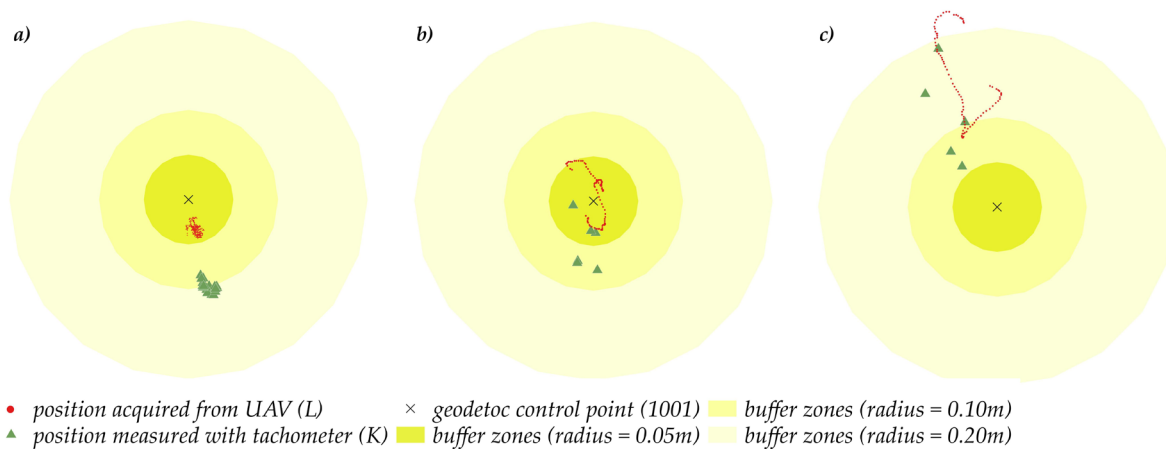 a) b) c)
position acquired from UAV (L) geodetoc control point (1001) buffer zones (radius = 0.10m)
position measured with tachometer (K) buffer zones (radius = 0.05m) buffer zones (radius = 0.20m)